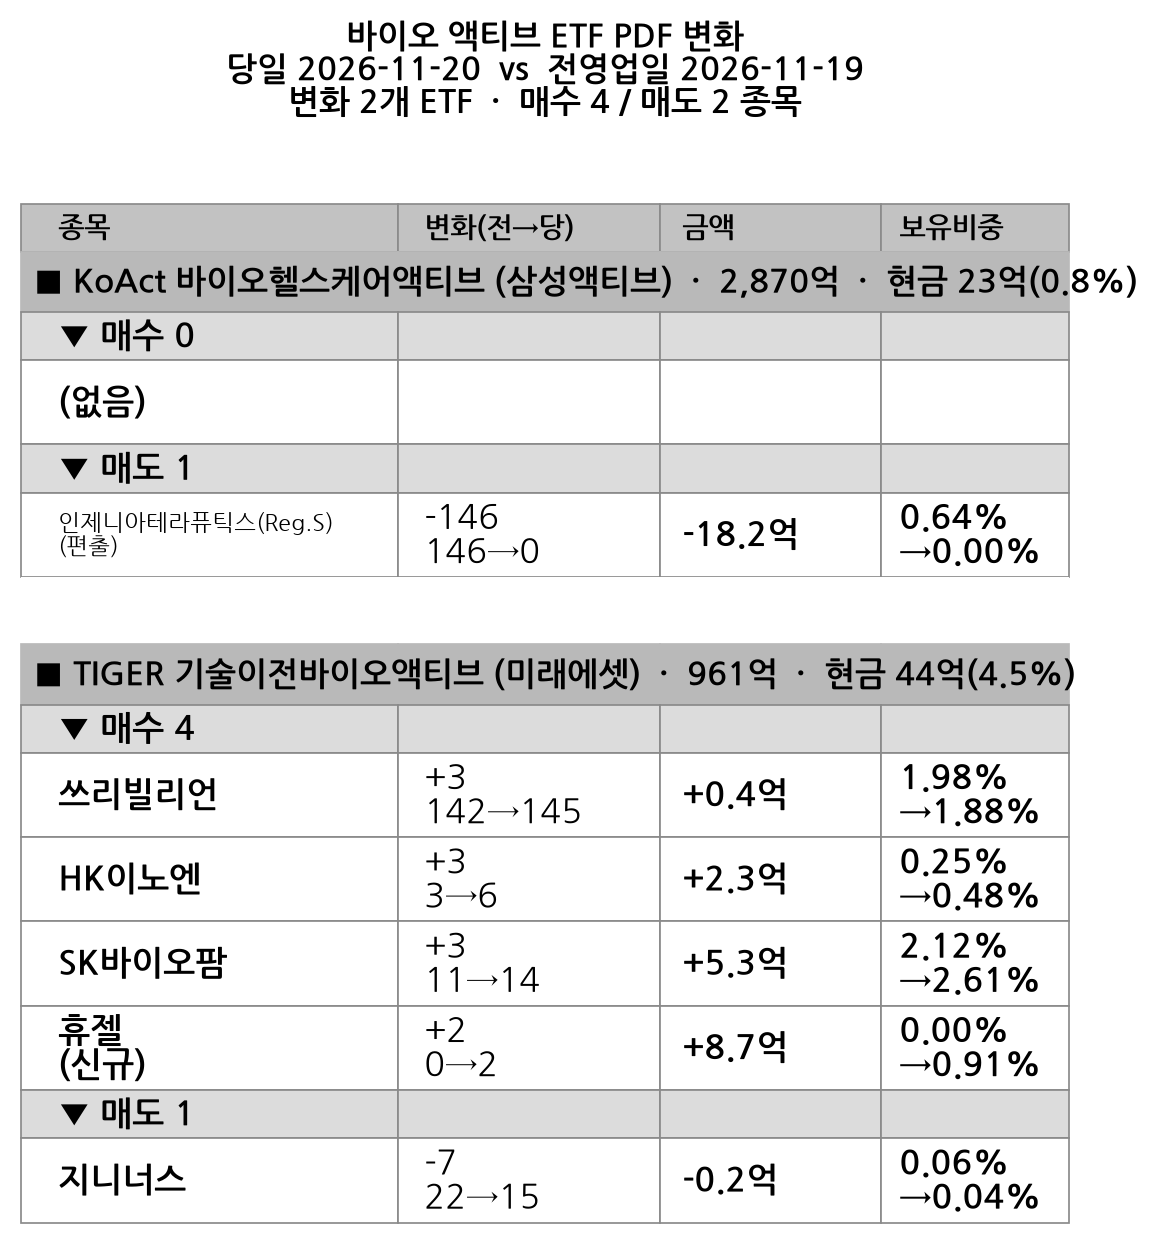 바이오 액티브 ETF PDF 변화
당일 2026-11-20 vs 전영업일 2026-11-19
변화 2개 ETF · 매수 4 / 매도 2 종목
종목 변화(전→당) 금액 보유비중
■ KoAct 바이오헬스케어액티브 (삼성액티브) · 2,870억 · 현금 23억(0.8%)
▼ 매수 0
(없음)
▼ 매도 1
인제니아테라퓨틱스(Reg.S)
(편출)
-146
146→0
-18.2억
0.64%
→0.00%
■ TIGER 기술이전바이오액티브 (미래에셋) · 961억 · 현금 44억(4.5%)
▼ 매수 4
쓰리빌리언
+3
142→145
+0.4억
1.98%
→1.88%
HK이노엔
+3
3→6
+2.3억
0.25%
→0.48%
SK바이오팜
+3
11→14
+5.3억
2.12%
→2.61%
휴젤
(신규)
+2
0→2
+8.7억
0.00%
→0.91%
▼ 매도 1
지니너스
-7
22→15
-0.2억
0.06%
→0.04%